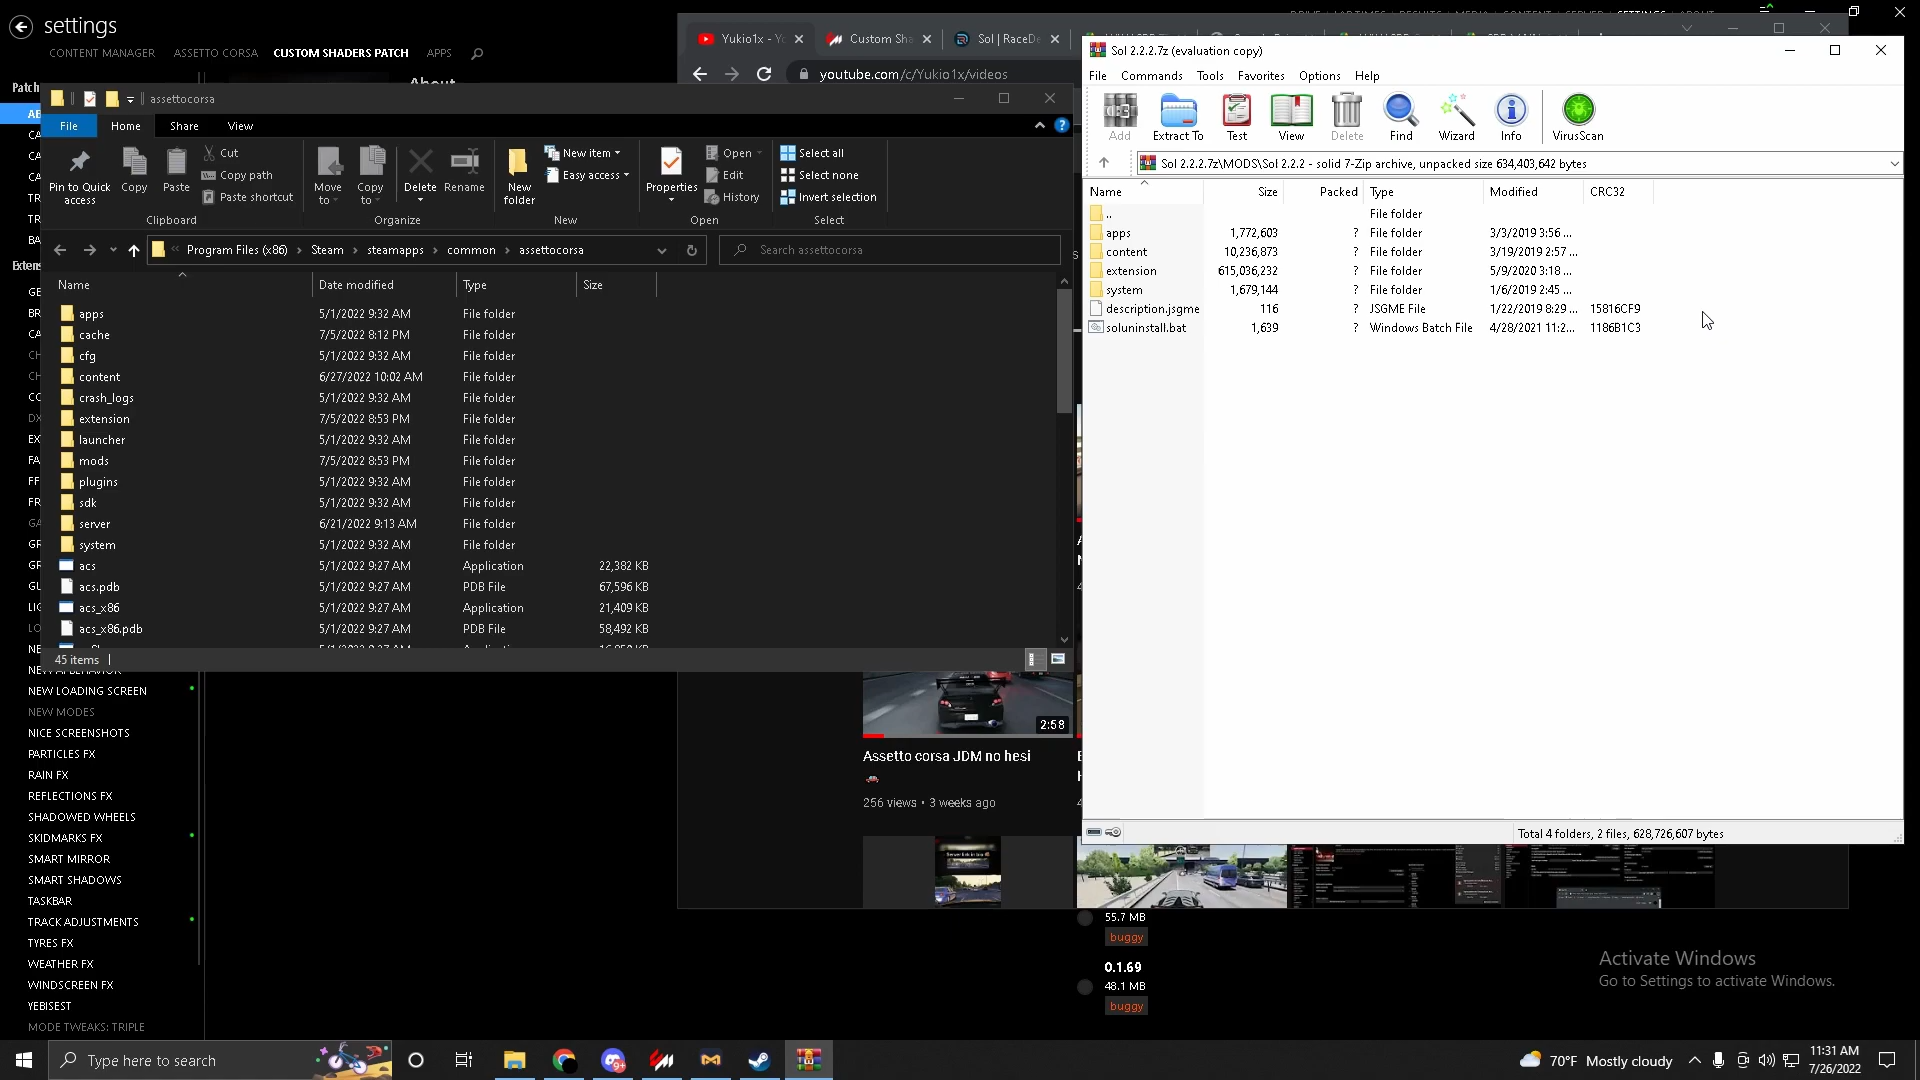 settings
CONTENT MANAGER
ASSETTO CORSA
CUSTOM SHADERS PATCH
APPS
About
Yukio1x - Yo
Custom Sha
Sol | RaceDe
youtube.com/c/Yukio1x/videos
assettocorsa
File
Home
Share
View
Pin to Quick access
Copy
Paste
Cut
Copy path
Paste shortcut
Move to
Copy to
Delete
Rename
New folder
New item
Easy access
Properties
Open
Edit
History
Select all
Select none
Invert selection
Clipboard
Organize
New
Open
Select
Program Files (x86) › Steam › steamapps › common › assettocorsa
Search assettocorsa
Name Date modified Type Size
apps 5/1/2022 9:32 AM File folder
cache 7/5/2022 8:12 PM File folder
cfg 5/1/2022 9:32 AM File folder
content 6/27/2022 10:02 AM File folder
crash_logs 5/1/2022 9:32 AM File folder
extension 7/5/2022 8:53 PM File folder
launcher 5/1/2022 9:32 AM File folder
mods 7/5/2022 8:53 PM File folder
plugins 5/1/2022 9:32 AM File folder
sdk 5/1/2022 9:32 AM File folder
server 6/21/2022 9:13 AM File folder
system 5/1/2022 9:32 AM File folder
acs 5/1/2022 9:27 AM Application 22,382 KB
acs.pdb 5/1/2022 9:27 AM PDB File 67,596 KB
acs_x86 5/1/2022 9:27 AM Application 21,409 KB
acs_x86.pdb 5/1/2022 9:27 AM PDB File 58,492 KB
45 items
NEW LOADING SCREEN
NEW MODES
NICE SCREENSHOTS
PARTICLES FX
RAIN FX
REFLECTIONS FX
SHADOWED WHEELS
SKIDMARKS FX
SMART MIRROR
SMART SHADOWS
TASKBAR
TRACK ADJUSTMENTS
TYRES FX
WEATHER FX
WINDSCREEN FX
YEBISEST
MODE TWEAKS: TRIPLE
2:58
Assetto corsa JDM no hesi
256 views • 3 weeks ago
Sol 2.2.2.7z (evaluation copy)
File Commands Tools Favorites Options Help
Add
Extract To
Test
View
Delete
Find
Wizard
Info
VirusScan
Sol 2.2.2.7z\MODS\Sol 2.2.2 - solid 7-Zip archive, unpacked size 634,403,642 bytes
Name Size Packed Type Modified CRC32
.. File folder
apps 1,772,603 ? File folder 3/3/2019 3:56 ...
content 10,236,873 ? File folder 3/19/2019 2:57 ...
extension 615,036,232 ? File folder 5/9/2020 3:18 ...
system 1,679,144 ? File folder 1/6/2019 2:45 ...
description.jsgme 116 ? JSGME File 1/22/2019 8:29 ... 15816CF9
soluninstall.bat 1,639 ? Windows Batch File 4/28/2021 11:2... 1186B1C3
Total 4 folders, 2 files, 628,726,607 bytes
55.7 MB
buggy
0.1.69
48.1 MB
buggy
Activate Windows
Go to Settings to activate Windows.
Type here to search
70°F Mostly cloudy
11:31 AM
7/26/2022